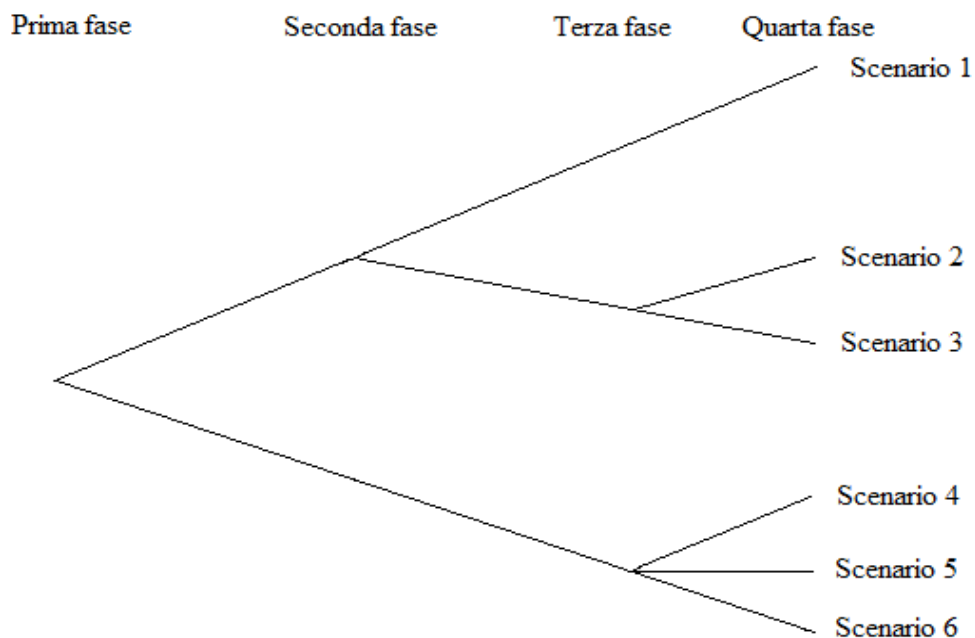 Prima fase Seconda fase Terza fase Quarta fase
Scenario 1
Scenario 2
Scenario 3
Scenario 4
Scenario 5
Scenario 6